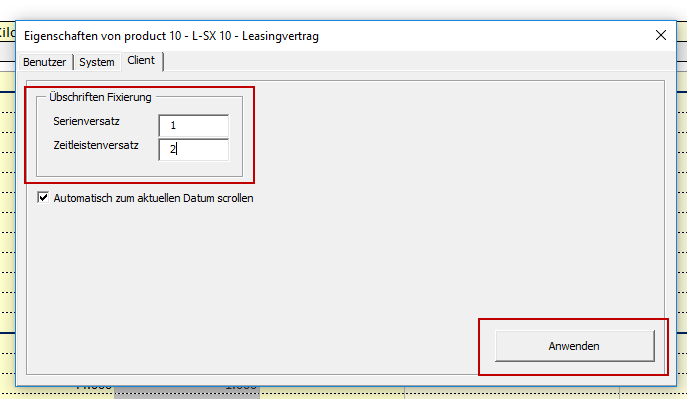 Eigenschaften von product 10 - L-SX 10 - Leasingvertrag
Benutzer System Client
Übschriften Fixierung
Serienversatz 1
Zeitleistenversatz 2
Automatisch zum aktuellen Datum scrollen
Anwenden